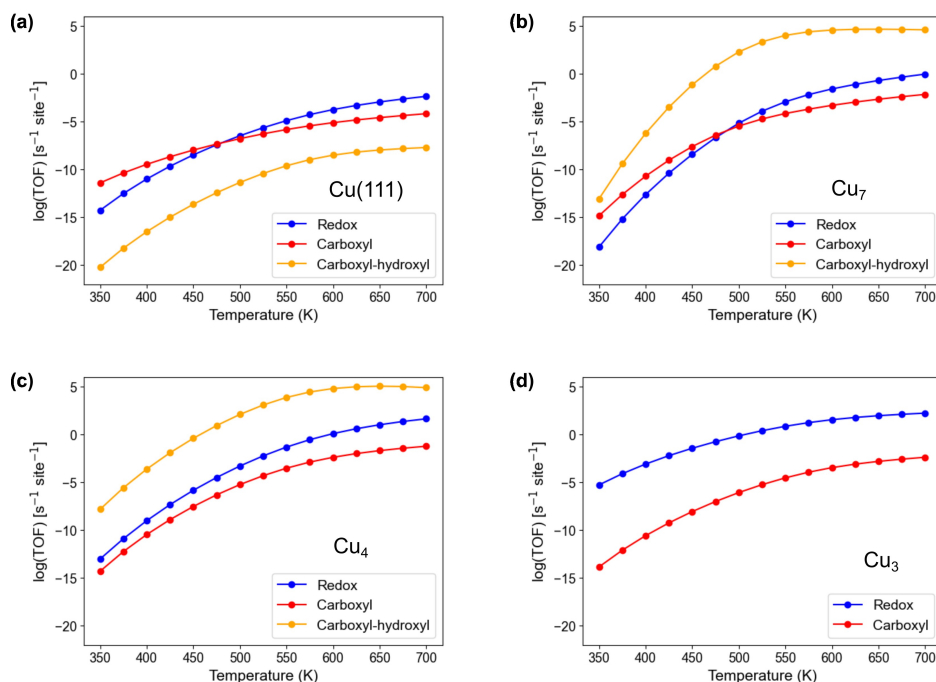 (a)
log(TOF) [s⁻¹ site⁻¹]
5
0
−5
−10
−15
−20
Cu(111)
Redox
Carboxyl
Carboxyl-hydroxyl
350 400 450 500 550 600 650 700
Temperature (K)
(b)
log(TOF) [s⁻¹ site⁻¹]
5
0
−5
−10
−15
−20
Cu₇
Redox
Carboxyl
Carboxyl-hydroxyl
350 400 450 500 550 600 650 700
Temperature (K)
(c)
log(TOF) [s⁻¹ site⁻¹]
5
0
−5
−10
−15
−20
Cu₄
Redox
Carboxyl
Carboxyl-hydroxyl
350 400 450 500 550 600 650 700
Temperature (K)
(d)
log(TOF) [s⁻¹ site⁻¹]
5
0
−5
−10
−15
−20
Cu₃
Redox
Carboxyl
350 400 450 500 550 600 650 700
Temperature (K)